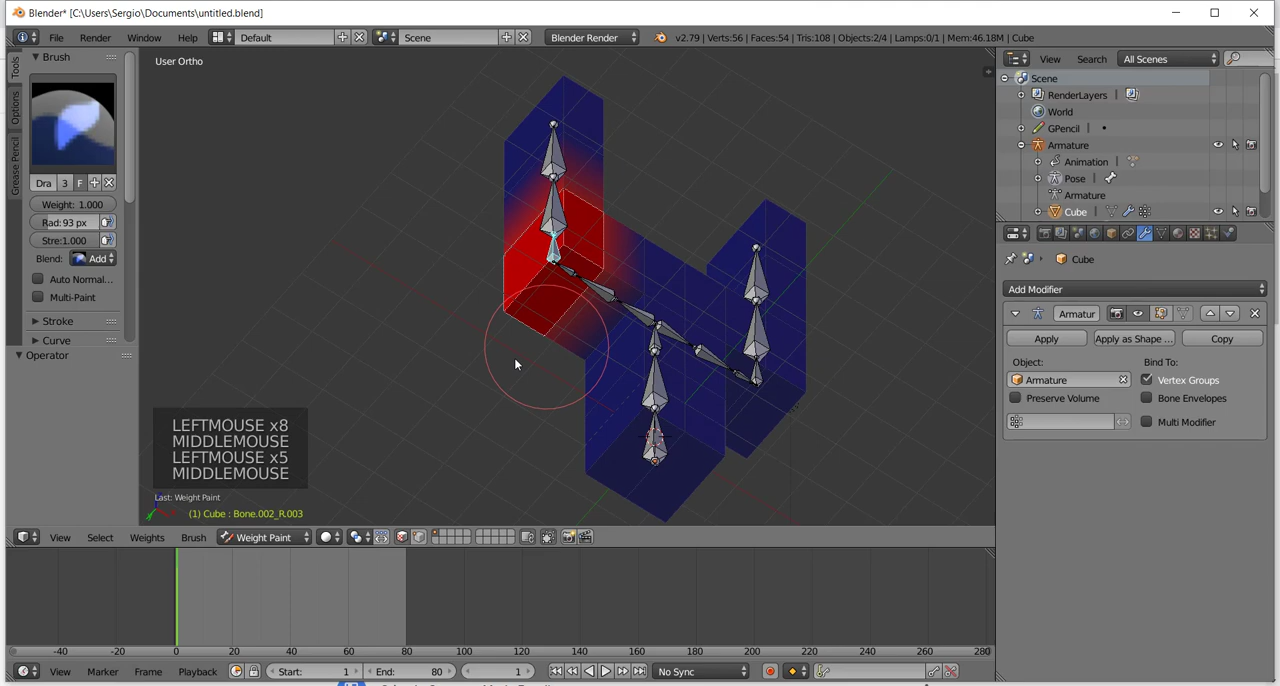 Blender* [C:\Users\Sergio\Documents\untitled.blend]
File Render Window Help Default Scene Blender Render v2.79 | Verts:56 | Faces:54 | Tris:108 | Objects:2/4 | Lamps:0/1 | Mem:46.18M | Cube
Tools
Options
Grease Pencil
Brush
Dra 3 F
Weight: 1.000
Rad: 93 px
Stre:1.000
Blend: Add
Auto Normal...
Multi-Paint
Stroke
Curve
Operator
User Ortho
LEFTMOUSE x8
MIDDLEMOUSE
LEFTMOUSE x5
MIDDLEMOUSE
Last: Weight Paint
(1) Cube : Bone.002_R.003
View Select Weights Brush Weight Paint
-40 -20 0 20 40 60 80 100 120 140 160 180 200 220 240 260 280
View Marker Frame Playback Start: 1 End: 80 1 No Sync
View Search All Scenes
Scene
RenderLayers
World
GPencil
Armature
Animation
Pose
Armature
Cube
Cube
Add Modifier
Armatur
Apply Apply as Shape ... Copy
Object: Bind To:
Armature Vertex Groups
Preserve Volume Bone Envelopes
Multi Modifier